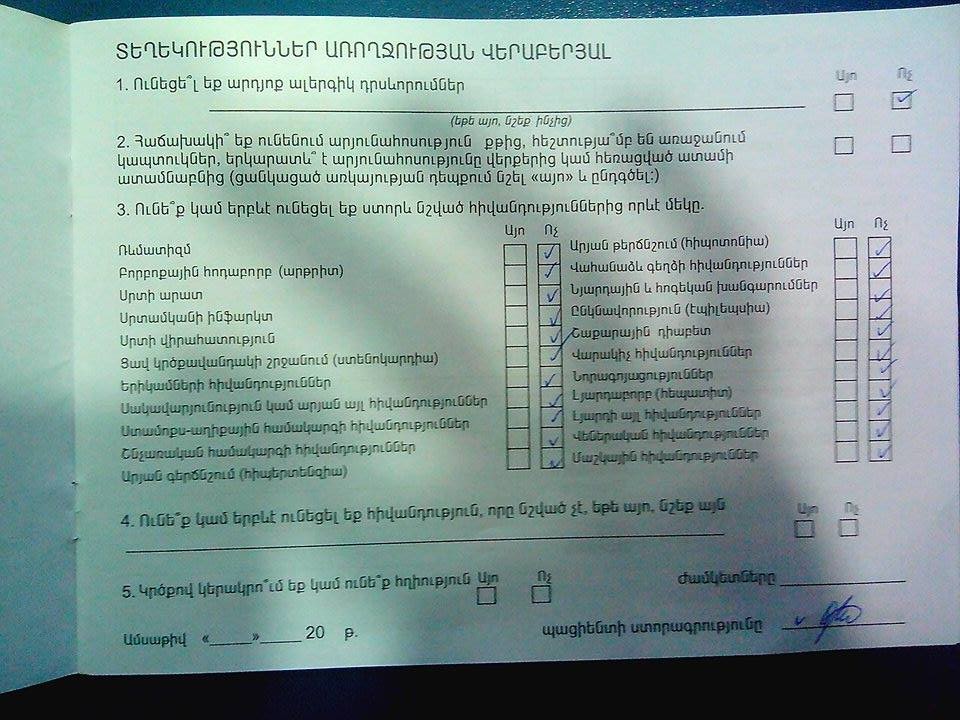 ՏԵՂԵԿՈՒԹՅՈՒՆՆԵՐ ԱՌՈՂՋՈՒԹՅԱՆ ՎԵՐԱԲԵՐՅԱԼ
Այո Ոչ
1. Ունեցե՞լ եք արդյոք ալերգիկ դրսևորումներ
(եթե այո, նշեք ինչից)
2. Հաճախակի՞ եք ունենում արյունահոսություն քթից, հեշտությա՞մբ են առաջանում
կապտուկներ, երկարատև՞ է արյունահոսությունը վերքերից կամ հեռացված ատամի
ատամնաբնից (ցանկացած առկայության դեպքում նշել «այո» և ընդգծել:)
3. Ունե՞ք կամ երբևէ ունեցել եք ստորև նշված հիվանդություններից որևէ մեկը.
Այո Ոչ
Ռևմատիզմ
Բորբոքային հոդաբորբ (արթրիտ)
Սրտի արատ
Սրտամկանի ինֆարկտ
Սրտի վիրահատություն
Ցավ կրծքավանդակի շրջանում (ստենոկարդիա)
Երիկամների հիվանդություններ
Սակավարյունություն կամ արյան այլ հիվանդություններ
Ստամոքս-աղիքային համակարգի հիվանդություններ
Շնչառական համակարգի հիվանդություններ
Արյան գերճնշում (հիպերտենզիա)
Այո Ոչ
Արյան թերճնշում (հիպոտոնիա)
Վահանաձև գեղձի հիվանդություններ
Նյարդային և հոգեկան խանգարումներ
Ընկնավորություն (էպիլեպսիա)
Շաքարային դիաբետ
Վարակիչ հիվանդություններ
Նորագոյացություններ
Լյարդաբորբ (հեպատիտ)
Լյարդի այլ հիվանդություններ
Վեներական հիվանդություններ
Մաշկային հիվանդություններ
4. Ունե՞ք կամ երբևէ ունեցել եք հիվանդություն, որը նշված չէ, եթե այո, նշեք այն
Այո Ոչ
5. Կրծքով կերակրո՞ւմ եք կամ ունե՞ք հղիություն Այո Ոչ ժամկետները
Ամսաթիվ «_____»_____ 20 թ. պացիենտի ստորագրությունը